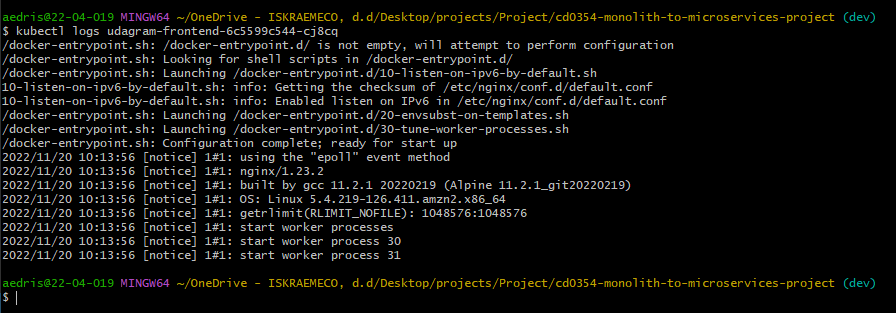 aedris@22-04-019 MINGW64 ~/OneDrive - ISKRAEMECO, d.d/Desktop/projects/Project/cd0354-monolith-to-microservices-project (dev)
$ kubectl logs udagram-frontend-6c5599c544-cj8cq
/docker-entrypoint.sh: /docker-entrypoint.d/ is not empty, will attempt to perform configuration
/docker-entrypoint.sh: Looking for shell scripts in /docker-entrypoint.d/
/docker-entrypoint.sh: Launching /docker-entrypoint.d/10-listen-on-ipv6-by-default.sh
10-listen-on-ipv6-by-default.sh: info: Getting the checksum of /etc/nginx/conf.d/default.conf
10-listen-on-ipv6-by-default.sh: info: Enabled listen on IPv6 in /etc/nginx/conf.d/default.conf
/docker-entrypoint.sh: Launching /docker-entrypoint.d/20-envsubst-on-templates.sh
/docker-entrypoint.sh: Launching /docker-entrypoint.d/30-tune-worker-processes.sh
/docker-entrypoint.sh: Configuration complete; ready for start up
2022/11/20 10:13:56 [notice] 1#1: using the "epoll" event method
2022/11/20 10:13:56 [notice] 1#1: nginx/1.23.2
2022/11/20 10:13:56 [notice] 1#1: built by gcc 11.2.1 20220219 (Alpine 11.2.1_git20220219)
2022/11/20 10:13:56 [notice] 1#1: OS: Linux 5.4.219-126.411.amzn2.x86_64
2022/11/20 10:13:56 [notice] 1#1: getrlimit(RLIMIT_NOFILE): 1048576:1048576
2022/11/20 10:13:56 [notice] 1#1: start worker processes
2022/11/20 10:13:56 [notice] 1#1: start worker process 30
2022/11/20 10:13:56 [notice] 1#1: start worker process 31
aedris@22-04-019 MINGW64 ~/OneDrive - ISKRAEMECO, d.d/Desktop/projects/Project/cd0354-monolith-to-microservices-project (dev)
$